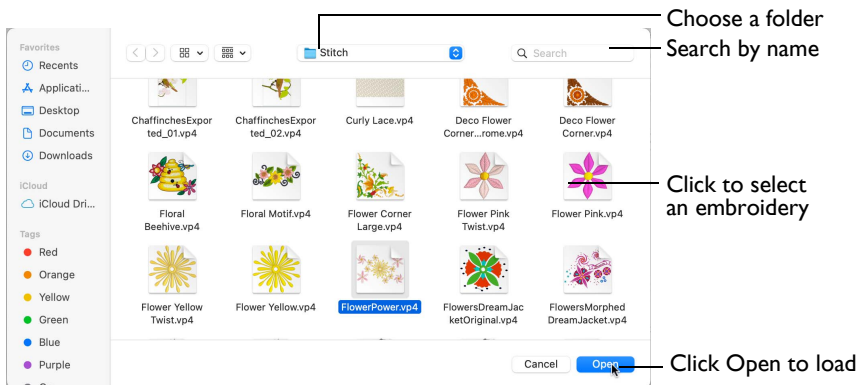 Choose a folder
Search by name
Favorites
Recents
Applicati...
Desktop
Documents
Downloads
iCloud
iCloud Dri...
Tags
Red
Orange
Yellow
Green
Blue
Purple
Stitch
Search
ChaffinchesExpor
ted_01.vp4
ChaffinchesExpor
ted_02.vp4
Curly Lace.vp4
Deco Flower
Corner...rome.vp4
Deco Flower
Corner.vp4
Floral
Beehive.vp4
Floral Motif.vp4
Flower Corner
Large.vp4
Flower Pink
Twist.vp4
Flower Pink.vp4
Click to select
an embroidery
Flower Yellow
Twist.vp4
Flower Yellow.vp4
FlowerPower.vp4
FlowersDreamJac
ketOriginal.vp4
FlowersMorphed
DreamJacket.vp4
Cancel
Open
Click Open to load